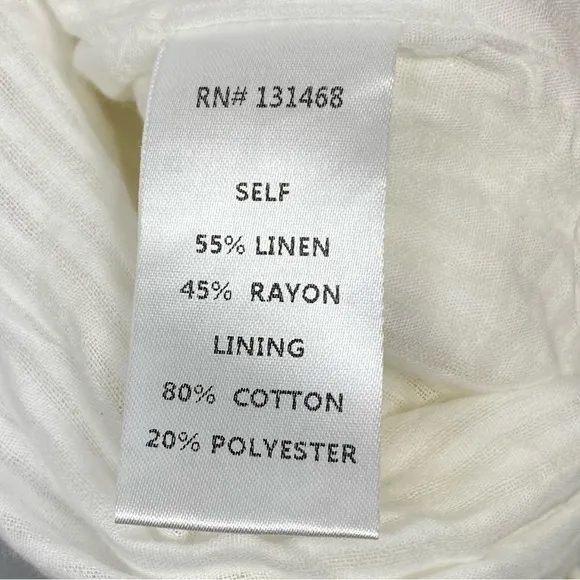 RN# 131468
SELF
55% LINEN
45% RAYON
LINING
80% COTTON
20% POLYESTER